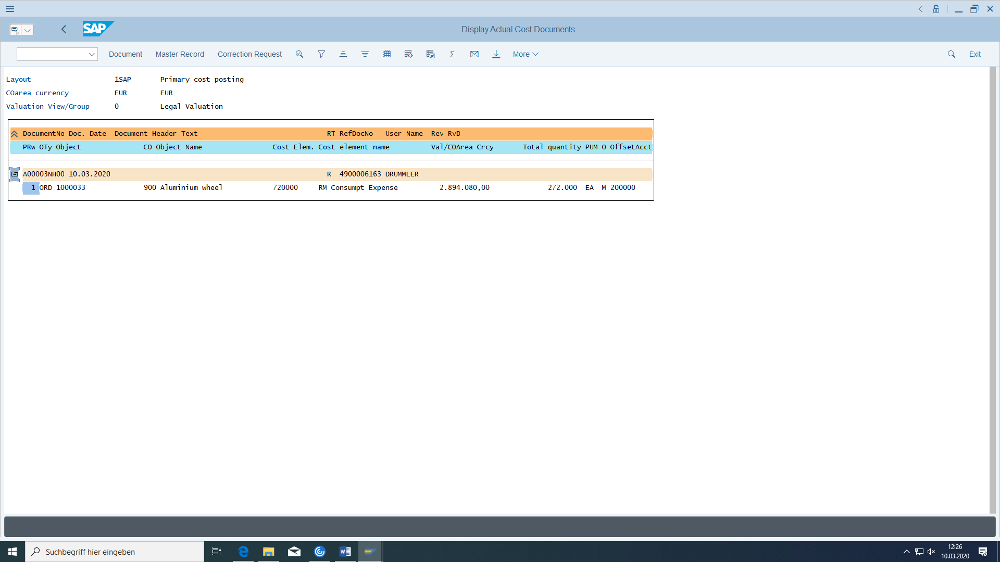 SAP
Display Actual Cost Documents
Document Master Record Correction Request Σ More Exit
Layout 1SAP Primary cost posting
COarea currency EUR EUR
Valuation View/Group 0 Legal Valuation
DocumentNo Doc. Date Document Header Text RT RefDocNo User Name Rev RvD
PRw OTy Object CO Object Name Cost Elem. Cost element name Val/COArea Crcy Total quantity PUM O OffsetAcct
A00003NH00 10.03.2020 R 4900006163 DRUMMLER
1 ORD 1000033 900 Aluminium wheel 720000 RM Consumpt Expense 2.894.080,00 272.000 EA M 200000
Suchbegriff hier eingeben
12:26
10.03.2020